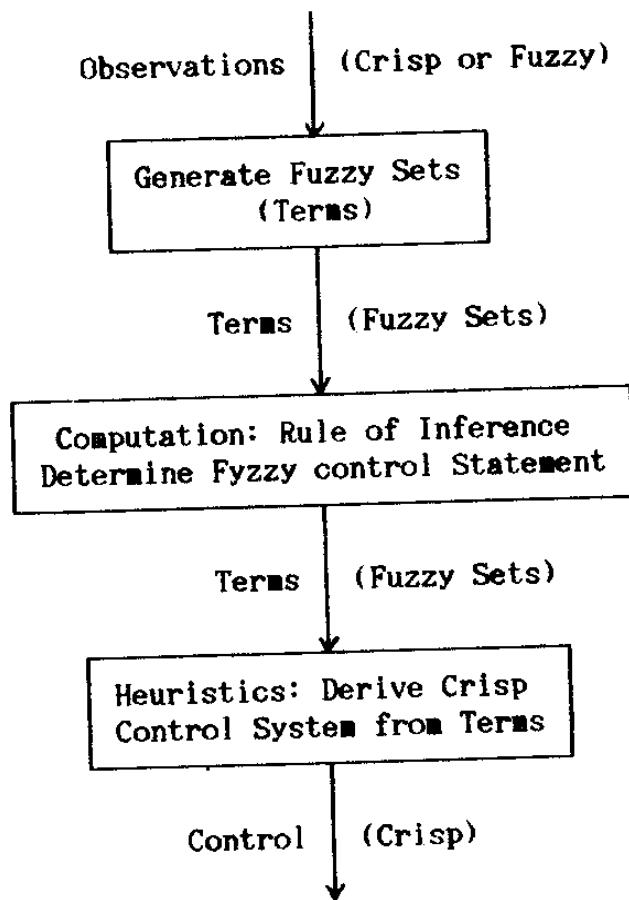 Observations (Crisp or Fuzzy)
Generate Fuzzy Sets
(Terms)
Terms (Fuzzy Sets)
Computation: Rule of Inference
Determine Fyzzy control Statement
Terms (Fuzzy Sets)
Heuristics: Derive Crisp
Control System from Terms
Control (Crisp)